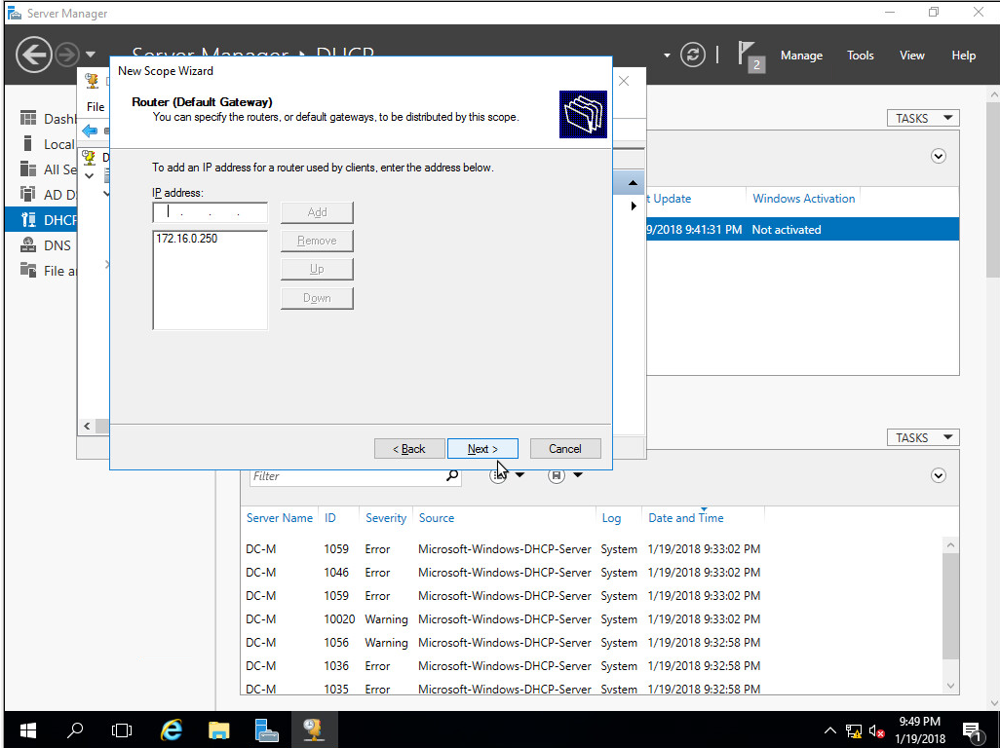 Server Manager
Server Manager ▸ DHCP
2
Manage Tools View Help
New Scope Wizard
File
Router (Default Gateway)
You can specify the routers, or default gateways, to be distributed by this scope.
To add an IP address for a router used by clients, enter the address below.
IP address:
. . .
Add
172.16.0.250
Remove
Up
Down
< Back Next > Cancel
Local
All Se
AD D
DHCP
DNS
File a
TASKS
t Update Windows Activation
9/2018 9:41:31 PM Not activated
TASKS
Filter
Server Name ID Severity Source Log Date and Time
DC-M 1059 Error Microsoft-Windows-DHCP-Server System 1/19/2018 9:33:02 PM
DC-M 1046 Error Microsoft-Windows-DHCP-Server System 1/19/2018 9:33:02 PM
DC-M 1059 Error Microsoft-Windows-DHCP-Server System 1/19/2018 9:33:02 PM
DC-M 10020 Warning Microsoft-Windows-DHCP-Server System 1/19/2018 9:33:02 PM
DC-M 1056 Warning Microsoft-Windows-DHCP-Server System 1/19/2018 9:32:58 PM
DC-M 1036 Error Microsoft-Windows-DHCP-Server System 1/19/2018 9:32:58 PM
DC-M 1035 Error Microsoft-Windows-DHCP-Server System 1/19/2018 9:32:58 PM
9:49 PM
1/19/2018
1